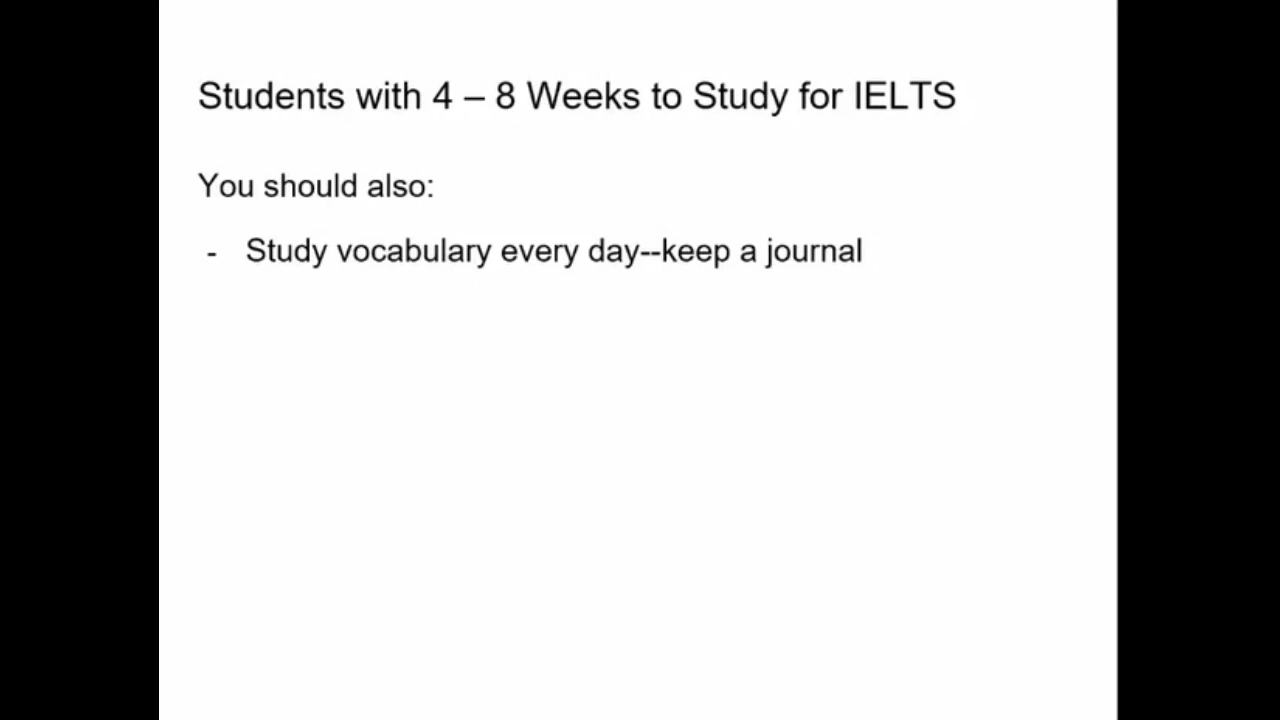 Students with 4 – 8 Weeks to Study for IELTS
You should also:
- Study vocabulary every day--keep a journal